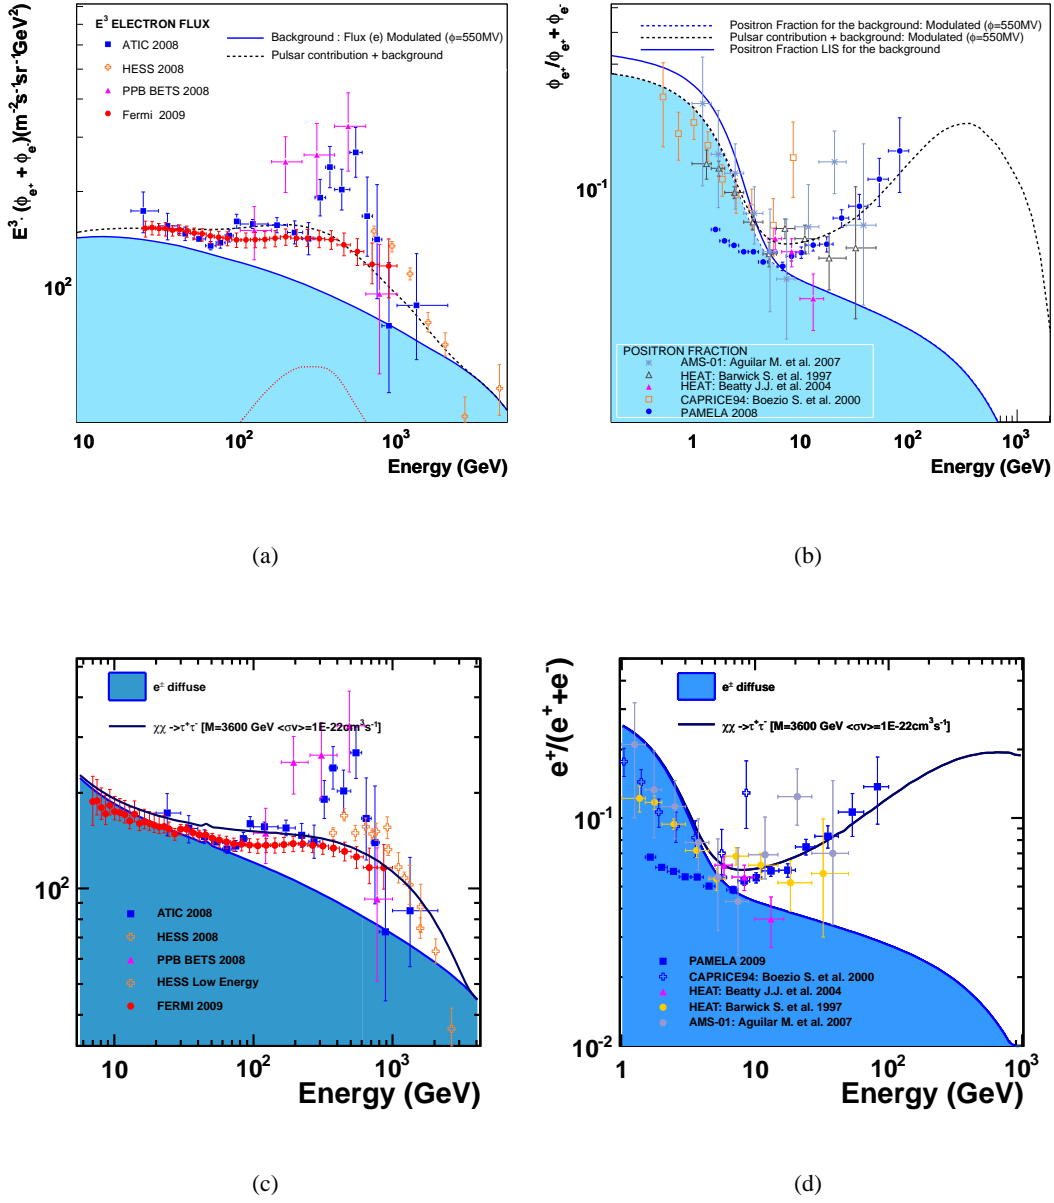 E³ ELECTRON FLUX
ATIC 2008
HESS 2008
PPB BETS 2008
Fermi 2009
Background : Flux (e) Modulated (ϕ=550MV)
Pulsar contribution + background
E³· (ϕe+ + ϕe-)/(m⁻²s⁻¹sr⁻¹GeV²)
10²
10
10²
10³
Energy (GeV)
(a)
Positron Fraction for the background: Modulated (ϕ=550MV)
Pulsar contribution + background: Modulated (ϕ=550MV)
Positron Fraction LIS for the background
ϕe+/ϕe+ + ϕe-
10⁻¹
POSITRON FRACTION
AMS-01: Aguilar M. et al. 2007
HEAT: Barwick S. et al. 1997
HEAT: Beatty J.J. et al. 2004
CAPRICE94: Boezio S. et al. 2000
PAMELA 2008
1
10
10²
10³
Energy (GeV)
(b)
e± diffuse
χχ ->τ⁺τ⁻ [M=3600 GeV <σv>=1E-22cm³s⁻¹]
10²
ATIC 2008
HESS 2008
PPB BETS 2008
HESS Low Energy
FERMI 2009
10
10²
10³
Energy (GeV)
(c)
e⁺/(e⁺+e⁻)
e± diffuse
χχ ->τ⁺τ⁻ [M=3600 GeV <σv>=1E-22cm³s⁻¹]
10⁻¹
PAMELA 2009
CAPRICE94: Boezio S. et al. 2000
HEAT: Beatty J.J. et al. 2004
HEAT: Barwick S. et al. 1997
AMS-01: Aguilar M. et al. 2007
10⁻²
1
10
10²
10³
Energy (GeV)
(d)